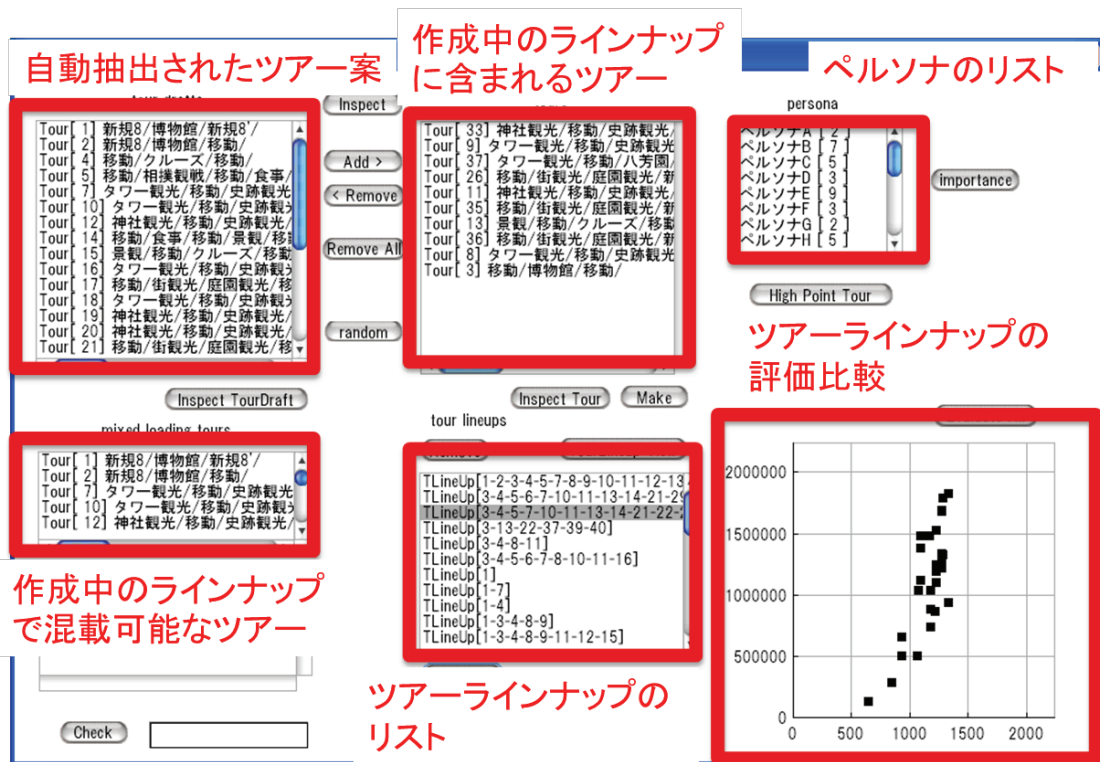 自動抽出されたツアー案
作成中のラインナップ
に含まれるツアー
ペルソナのリスト
Inspect
Add >
< Remove
Remove All
random
Tour[ 1] 新規8/博物館/新規8'/
Tour[ 2] 新規8/博物館/移動/
Tour[ 4] 移動/クルーズ/移動/
Tour[ 5] 移動/相撲観戦/移動/食事/
Tour[ 7] タワー観光/移動/史跡観光/
Tour[ 10] タワー観光/移動/史跡観光
Tour[ 12] 神社観光/移動/史跡観光/
Tour[ 14] 移動/食事/移動/景観/移動
Tour[ 15] 景観/移動/クルーズ/移動
Tour[ 16] タワー観光/移動/史跡観光
Tour[ 17] 移動/街観光/庭園観光/移
Tour[ 18] タワー観光/移動/史跡観光
Tour[ 19] 神社観光/移動/史跡観光/
Tour[ 20] 神社観光/移動/史跡観光/
Tour[ 21] 移動/街観光/庭園観光/移
Tour[ 33] 神社観光/移動/史跡観光/
Tour[ 9] タワー観光/移動/史跡観光/
Tour[ 37] タワー観光/移動/八芳園/
Tour[ 26] 移動/街観光/庭園観光/新
Tour[ 11] 神社観光/移動/史跡観光/
Tour[ 35] 移動/街観光/庭園観光/新
Tour[ 13] 景観/移動/クルーズ/移動
Tour[ 36] 移動/街観光/庭園観光/新
Tour[ 8] タワー観光/移動/史跡観光
Tour[ 3] 移動/博物館/移動/
persona
ペルソナA [ 2 ]
ペルソナB [ 7 ]
ペルソナC [ 5 ]
ペルソナD [ 3 ]
ペルソナE [ 9 ]
ペルソナF [ 3 ]
ペルソナG [ 2 ]
ペルソナH [ 5 ]
importance
High Point Tour
ツアーラインナップの
評価比較
Inspect TourDraft
Inspect Tour
Make
mixed loading tours
tour lineups
Tour[ 1] 新規8/博物館/新規8'/
Tour[ 2] 新規8/博物館/移動/
Tour[ 7] タワー観光/移動/史跡観光
Tour[ 10] タワー観光/移動/史跡観光
Tour[ 12] 神社観光/移動/史跡観光/
TLineUp[1-2-3-4-5-7-8-9-10-11-12-13
TLineUp[3-4-5-6-7-10-11-13-14-21-29
TLineUp[3-4-5-7-10-11-13-14-21-22-
TLineUp[3-13-22-37-39-40]
TLineUp[3-4-8-11]
TLineUp[3-4-5-6-7-8-10-11-16]
TLineUp[1]
TLineUp[1-7]
TLineUp[1-4]
TLineUp[1-3-4-8-9]
TLineUp[1-3-4-8-9-11-12-15]
作成中のラインナップ
で混載可能なツアー
ツアーラインナップの
リスト
Check
2000000
1500000
1000000
500000
0
0 500 1000 1500 2000